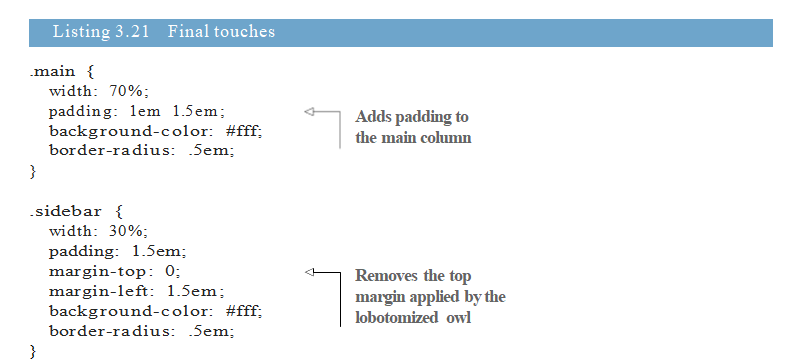 Listing 3.21 Final touches
.main {
width: 70%;
padding: 1em 1.5em;
background-color: #fff;
border-radius: .5em;
}
Adds padding to
the main column
.sidebar {
width: 30%;
padding: 1.5em;
margin-top: 0;
margin-left: 1.5em;
background-color: #fff;
border-radius: .5em;
}
Removes the top
margin applied by the
lobotomized owl